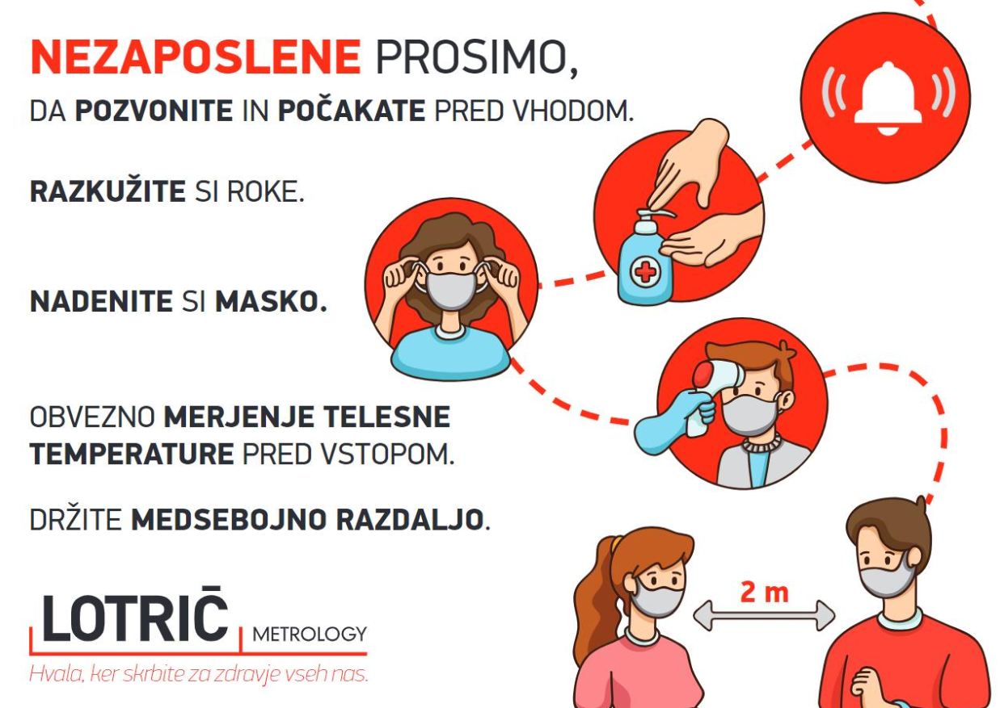 NEZAPOSLENE PROSIMO,
DA POZVONITE IN POČAKATE PRED VHODOM.
RAZKUŽITE SI ROKE.
NADENITE SI MASKO.
OBVEZNO MERJENJE TELESNE
TEMPERATURE PRED VSTOPOM.
DRŽITE MEDSEBOJNO RAZDALJO.
2 m
LOTRIČ METROLOGY
Hvala, ker skrbite za zdravje vseh nas.